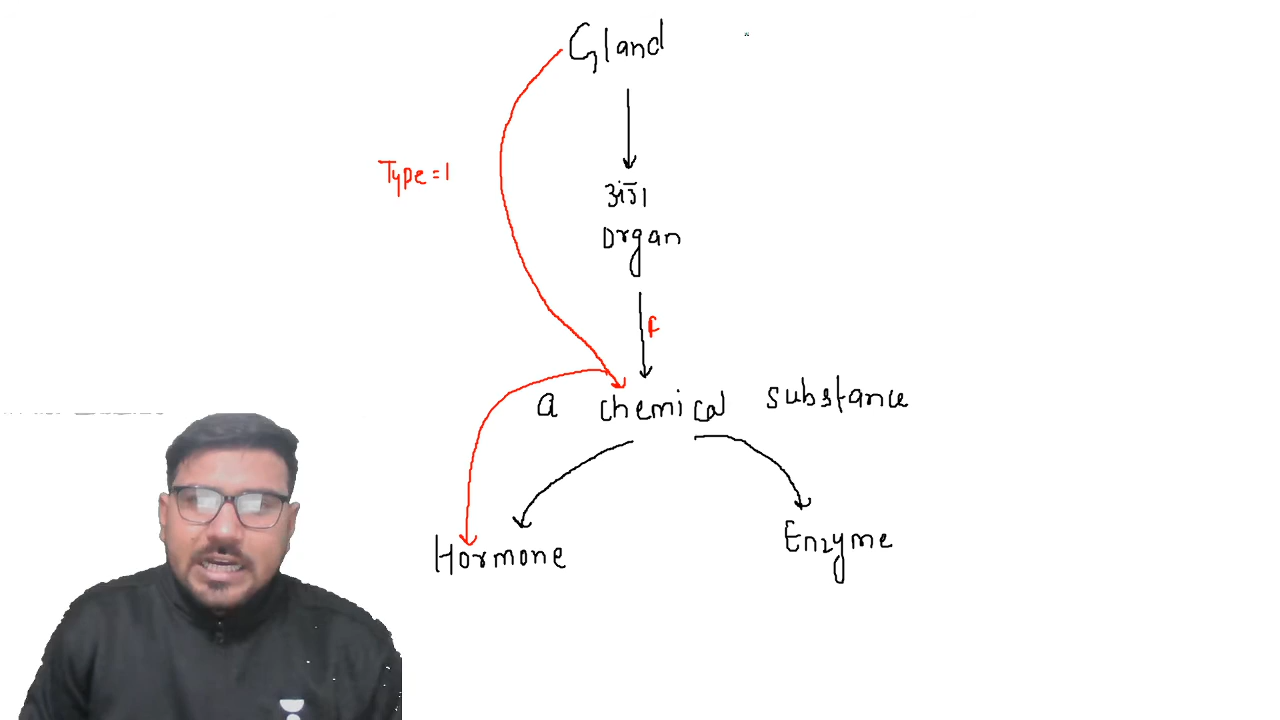 Gland
Type=1
अंग
organ
a chemical substance
Hormone
Enzyme